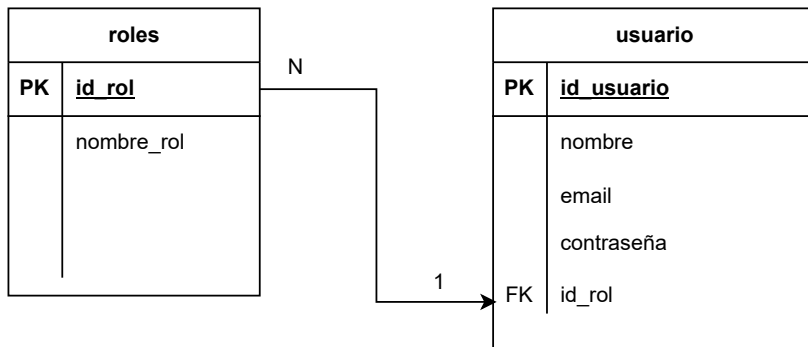 roles
PK id_rol
nombre_rol
N
1
usuario
PK id_usuario
nombre
email
contraseña
FK id_rol